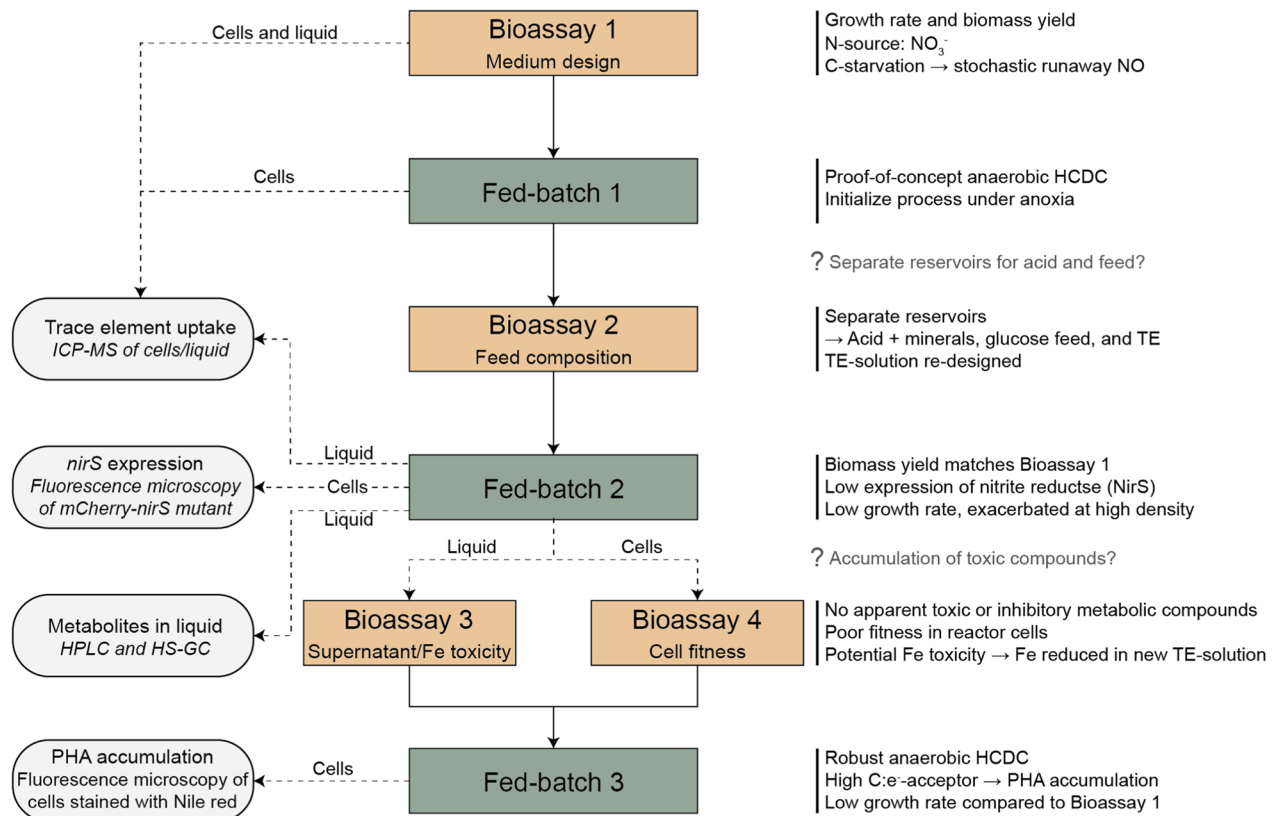 Cells and liquid
Bioassay 1
Medium design
Growth rate and biomass yield
N-source: NO₃⁻
C-starvation → stochastic runaway NO
Cells
Fed-batch 1
Proof-of-concept anaerobic HCDC
Initialize process under anoxia
? Separate reservoirs for acid and feed?
Trace element uptake
ICP-MS of cells/liquid
Bioassay 2
Feed composition
Separate reservoirs
→ Acid + minerals, glucose feed, and TE
TE-solution re-designed
Liquid
nirS expression
Fluorescence microscopy
of mCherry-nirS mutant
Cells
Liquid
Fed-batch 2
Biomass yield matches Bioassay 1
Low expression of nitrite reductse (NirS)
Low growth rate, exacerbated at high density
Liquid
Cells
? Accumulation of toxic compounds?
Metabolites in liquid
HPLC and HS-GC
Bioassay 3
Supernatant/Fe toxicity
Bioassay 4
Cell fitness
No apparent toxic or inhibitory metabolic compounds
Poor fitness in reactor cells
Potential Fe toxicity → Fe reduced in new TE-solution
PHA accumulation
Fluorescence microscopy of
cells stained with Nile red
Cells
Fed-batch 3
Robust anaerobic HCDC
High C:e⁻-acceptor → PHA accumulation
Low growth rate compared to Bioassay 1